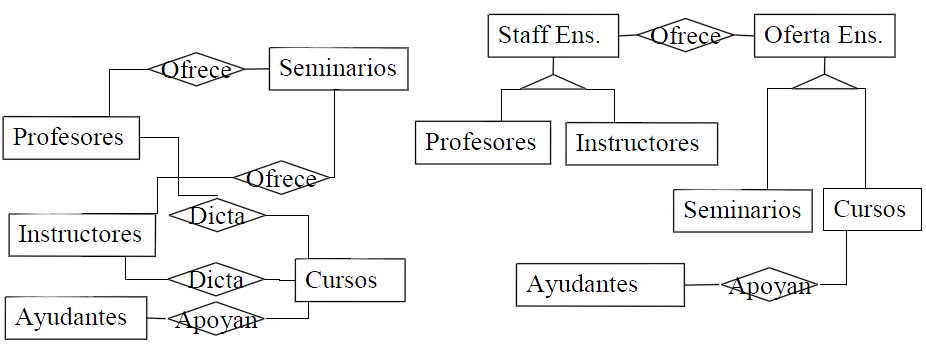 Ofrece
Seminarios
Profesores
Ofrece
Dicta
Instructores
Dicta
Cursos
Ayudantes
Apoyan
Staff Ens.
Ofrece
Oferta Ens.
Profesores
Instructores
Seminarios
Cursos
Ayudantes
Apoyan